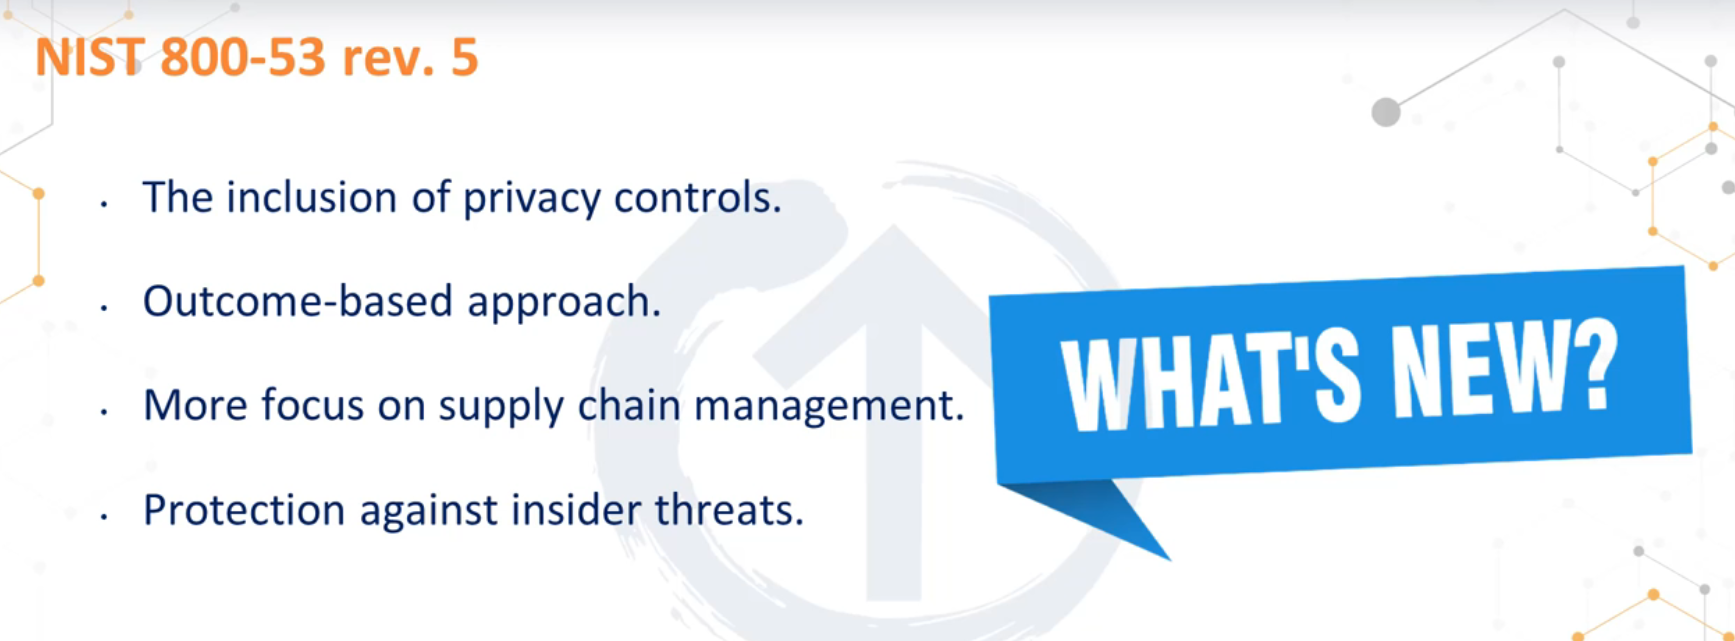 NIST 800-53 rev. 5
• The inclusion of privacy controls.
• Outcome-based approach.
• More focus on supply chain management.
• Protection against insider threats.
WHAT'S NEW?